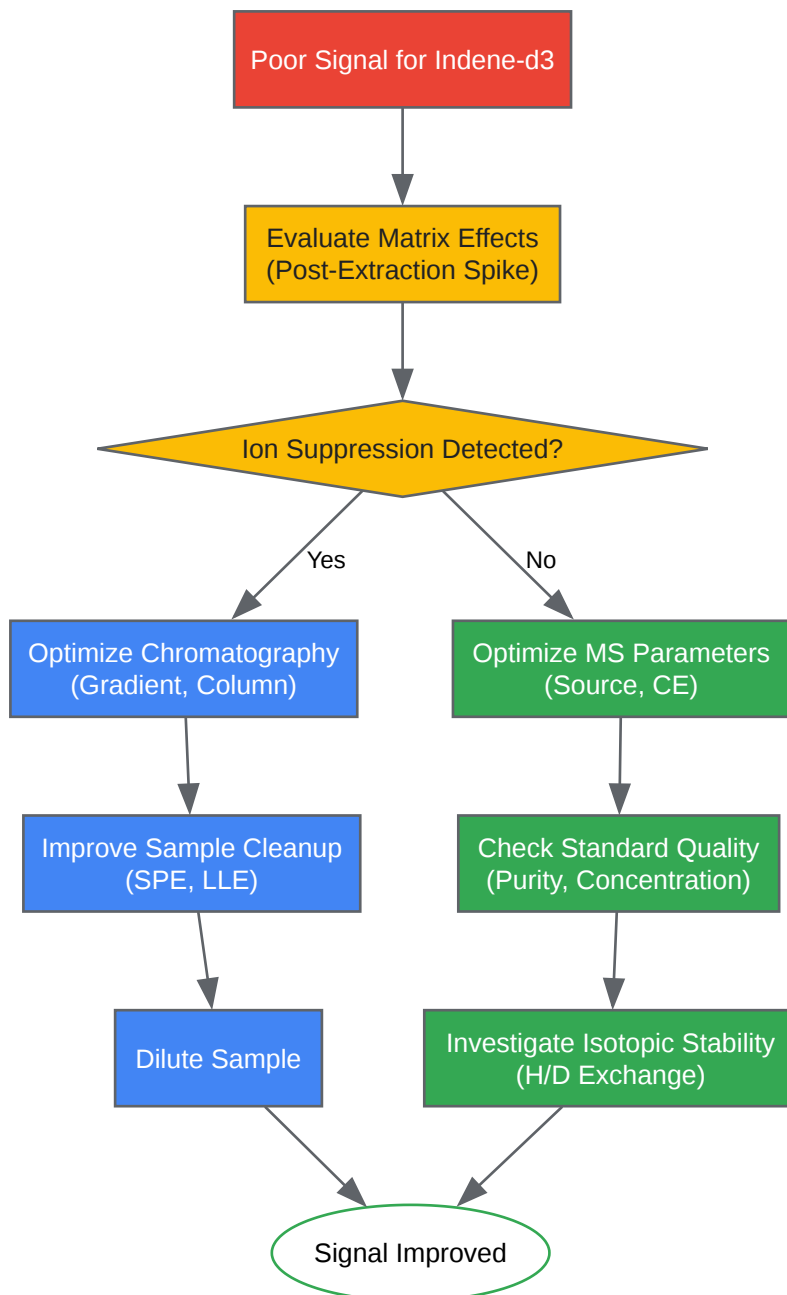 Poor Signal for Indene-d3
Evaluate Matrix Effects
(Post-Extraction Spike)
Ion Suppression Detected?
Yes
No
Optimize Chromatography
(Gradient, Column)
Optimize MS Parameters
(Source, CE)
Improve Sample Cleanup
(SPE, LLE)
Check Standard Quality
(Purity, Concentration)
Dilute Sample
Investigate Isotopic Stability
(H/D Exchange)
Signal Improved